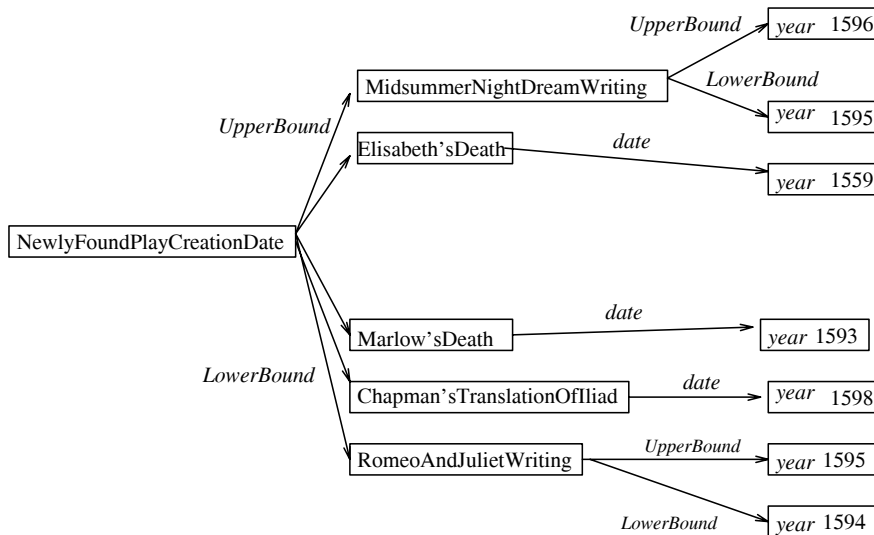 UpperBound
year 1596
MidsummerNightDreamWriting
LowerBound
year 1595
UpperBound
Elisabeth'sDeath
date
year 1559
NewlyFoundPlayCreationDate
Marlow'sDeath
date
year 1593
LowerBound
Chapman'sTranslationOfIliad
date
year 1598
RomeoAndJulietWriting
UpperBound
year 1595
LowerBound
year 1594